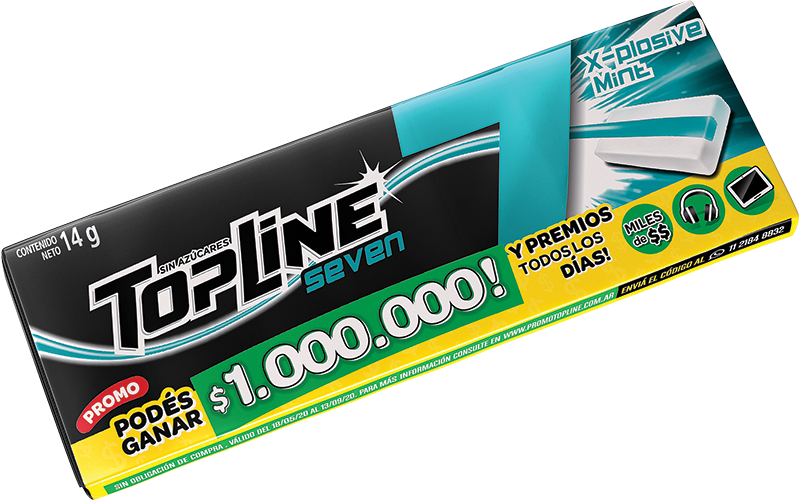 CONTENIDO
NETO 14 g
SIN AZÚCARES
TOPLINE
seven
7
X-plosive
Mint
PROMO
PODÉS
GANAR
$1.000.000!
Y PREMIOS
TODOS LOS
DÍAS!
MILES
de $$
SIN OBLIGACIÓN DE COMPRA. VÁLIDO DEL 18/05/20 AL 13/09/20. PARA MÁS INFORMACIÓN CONSULTE EN WWW.PROMOTOPLINE.COM.AR
ENVIÁ EL CÓDIGO AL 11 2184 8832